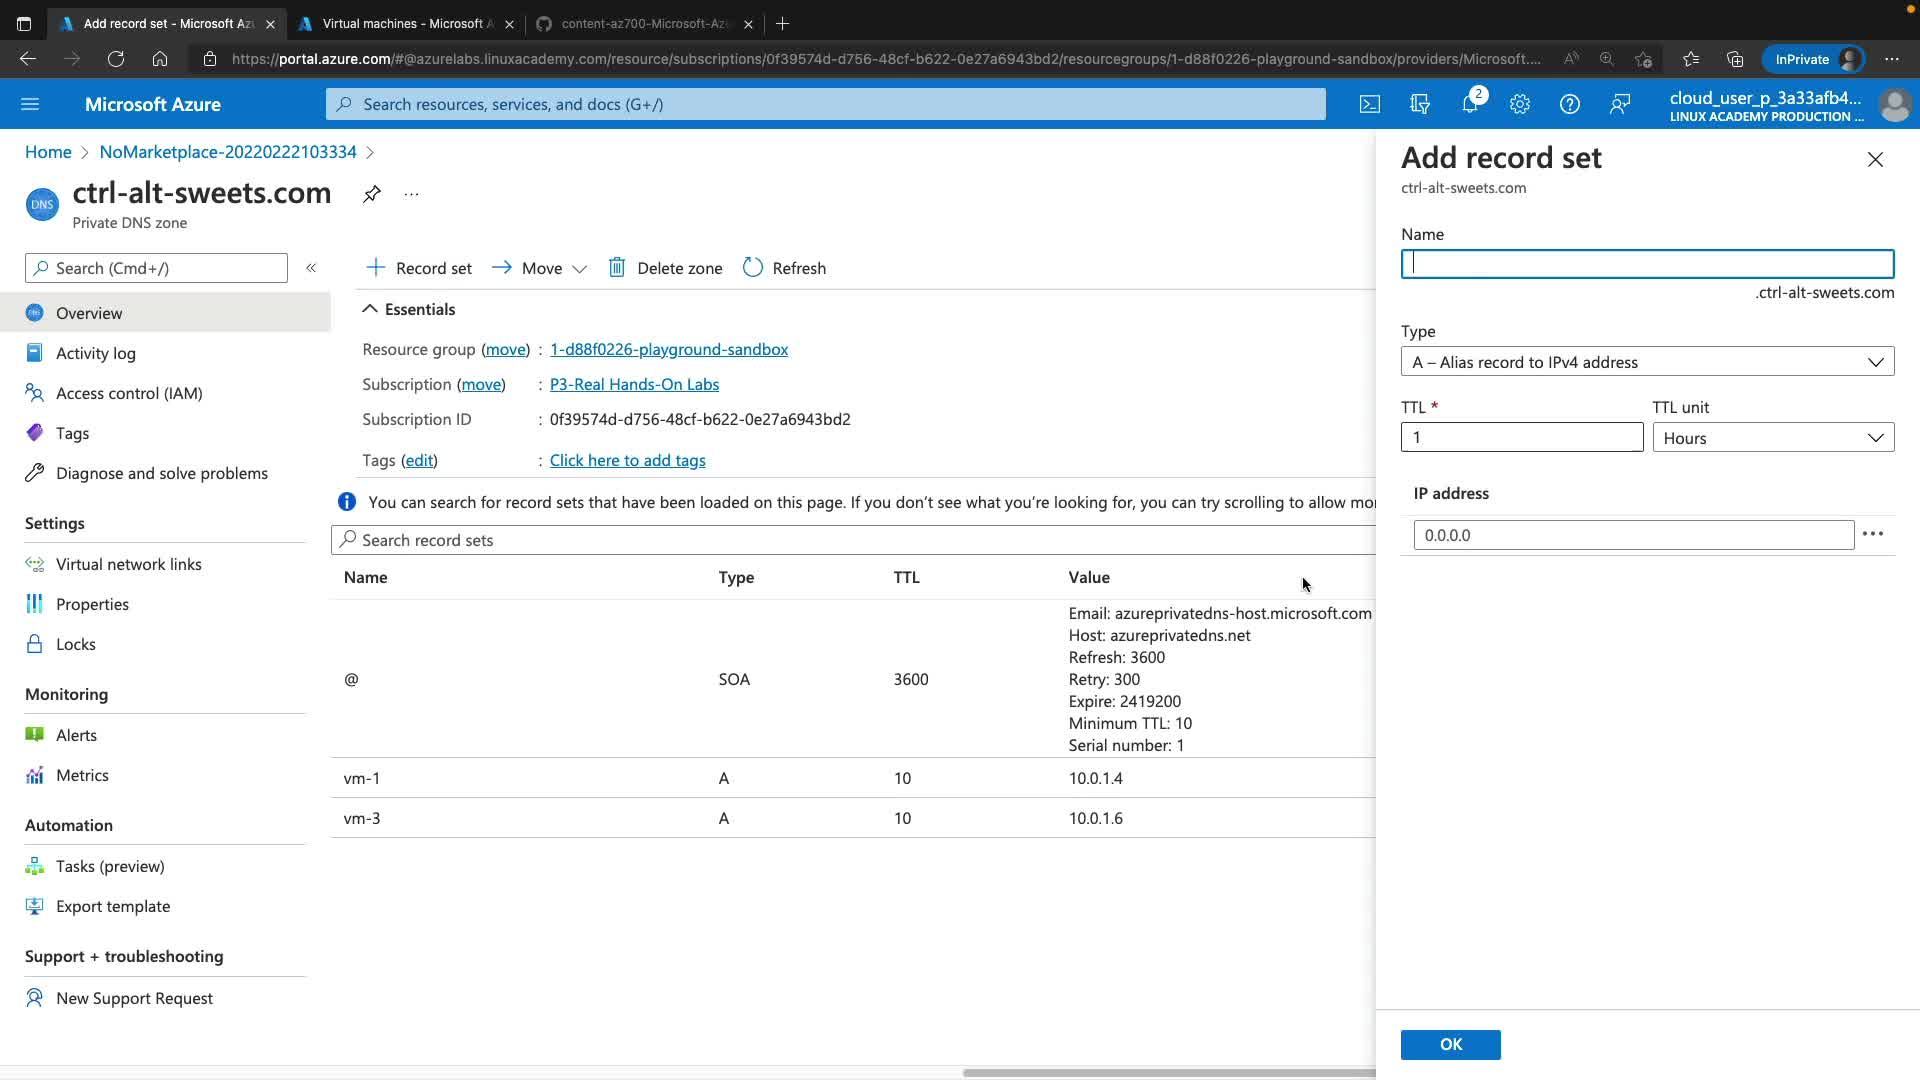 Add record set - Microsoft Az
Virtual machines - Microsoft A
content-az700-Microsoft-Az
https://portal.azure.com/#@azurelabs.linuxacademy.com/resource/subscriptions/0f39574d-d756-48cf-b622-0e27a6943bd2/resourcegroups/1-d88f0226-playground-sandbox/providers/Microsoft....
InPrivate
Microsoft Azure
Search resources, services, and docs (G+/)
2
cloud_user_p_3a33afb4...
LINUX ACADEMY PRODUCTION ...
Home > NoMarketplace-20220222103334 >
DNS
ctrl-alt-sweets.com
...
Private DNS zone
Search (Cmd+/)
«
Overview
Activity log
Access control (IAM)
Tags
Diagnose and solve problems
Settings
Virtual network links
Properties
Locks
Monitoring
Alerts
Metrics
Automation
Tasks (preview)
Export template
Support + troubleshooting
New Support Request
Record set
Move
Delete zone
Refresh
Essentials
Resource group (move) : 1-d88f0226-playground-sandbox
Subscription (move) : P3-Real Hands-On Labs
Subscription ID : 0f39574d-d756-48cf-b622-0e27a6943bd2
Tags (edit) : Click here to add tags
You can search for record sets that have been loaded on this page. If you don't see what you're looking for, you can try scrolling to allow mo
Search record sets
Name Type TTL Value
@ SOA 3600
Email: azureprivatedns-host.microsoft.com
Host: azureprivatedns.net
Refresh: 3600
Retry: 300
Expire: 2419200
Minimum TTL: 10
Serial number: 1
vm-1 A 10 10.0.1.4
vm-3 A 10 10.0.1.6
Add record set
ctrl-alt-sweets.com
Name
.ctrl-alt-sweets.com
Type
A – Alias record to IPv4 address
TTL * TTL unit
1 Hours
IP address
0.0.0.0
OK